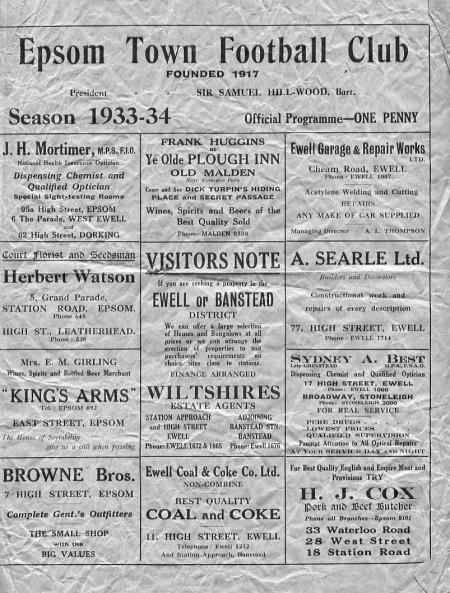 Epsom Town Football Club
FOUNDED 1917
President SIR SAMUEL HILL-WOOD, Bart.
Season 1933-34 Official Programme—ONE PENNY
J. H. Mortimer, M.P.S., F.I.O.
National Health Insurance Optician
Dispensing Chemist and
Qualified Optician
Special Sight-testing Rooms
95a High Street, EPSOM
6 The Parade, WEST EWELL
and
62 High Street, DORKING
FRANK HUGGINS
at
Ye Olde PLOUGH INN
OLD MALDEN
Near Worcester Park
Come and See DICK TURPIN'S HIDING
PLACE and SECRET PASSAGE
Wines, Spirits and Beers of the
Best Quality Sold
Phone MALDEN 0338
Ewell Garage & Repair Works
LTD.
Cheam Road, EWELL
Phone: EWELL 1007
Acetylene Welding and Cutting
REPAIRS
ANY MAKE OF CAR SUPPLIED
Managing Director A. L. THOMPSON
Court Florist and Seedsman
Herbert Watson
5, Grand Parade,
STATION ROAD, EPSOM.
Phone 645
HIGH ST., LEATHERHEAD.
Phone: 538
VISITORS NOTE
If you are seeking a property in the
EWELL or BANSTEAD
DISTRICT
We can offer a large selection
of Houses and Bungalows at all
prices or we can arrange the
erection of properties to suit
purchasers' requirements on
choice sites close to stations.
FINANCE ARRANGED
WILTSHIRES
ESTATE AGENTS
STATION APPROACH
and HIGH STREET
EWELL
Phone: EWELL 1672 & 1665
ADJOINING
BANSTEAD STN.
BANSTEAD
Phone: Ewell 1676
A. SEARLE Ltd.
Builders and Decorators
Constructional work and
repairs of every description
77, HIGH STREET, EWELL
Phone: EWELL 1714
Mrs. E. M. GIRLING
Wines, Spirits and Bottled Beer Merchant
"KING'S ARMS"
Tel.: EPSOM 892
EAST STREET, EPSOM
The House of Sociability
give us a call when passing
SYDNEY A. BEST
Late GRINSTEAD M.P.S., F.N.A.O.
Dispensing Chemist and Qualified Optician
17 HIGH STREET, EWELL
Phone: EWELL 1000
BROADWAY, STONELEIGH
Phone: STONELEIGH 2000
FOR REAL SERVICE
PURE DRUGS
LOWEST PRICES
QUALIFIED SUPERVISION
Prompt Attention to All Optical Repairs
AT YOUR SERVICE DAY AND NIGHT
BROWNE Bros.
7 HIGH STREET, EPSOM
Complete Gent.'s Outfitters
THE SMALL SHOP
with the
BIG VALUES
Ewell Coal & Coke Co. Ltd.
NON-COMBINE
BEST QUALITY
COAL and COKE
11, HIGH STREET, EWELL
Telephone: Ewell 1212
And Station Approach, Banstead
For Best Quality English and Empire Meat and
Provisions TRY
H. J. COX
Pork and Beef Butcher
Phone all Branches—Epsom 9101
33 Waterloo Road
28 West Street
18 Station Road